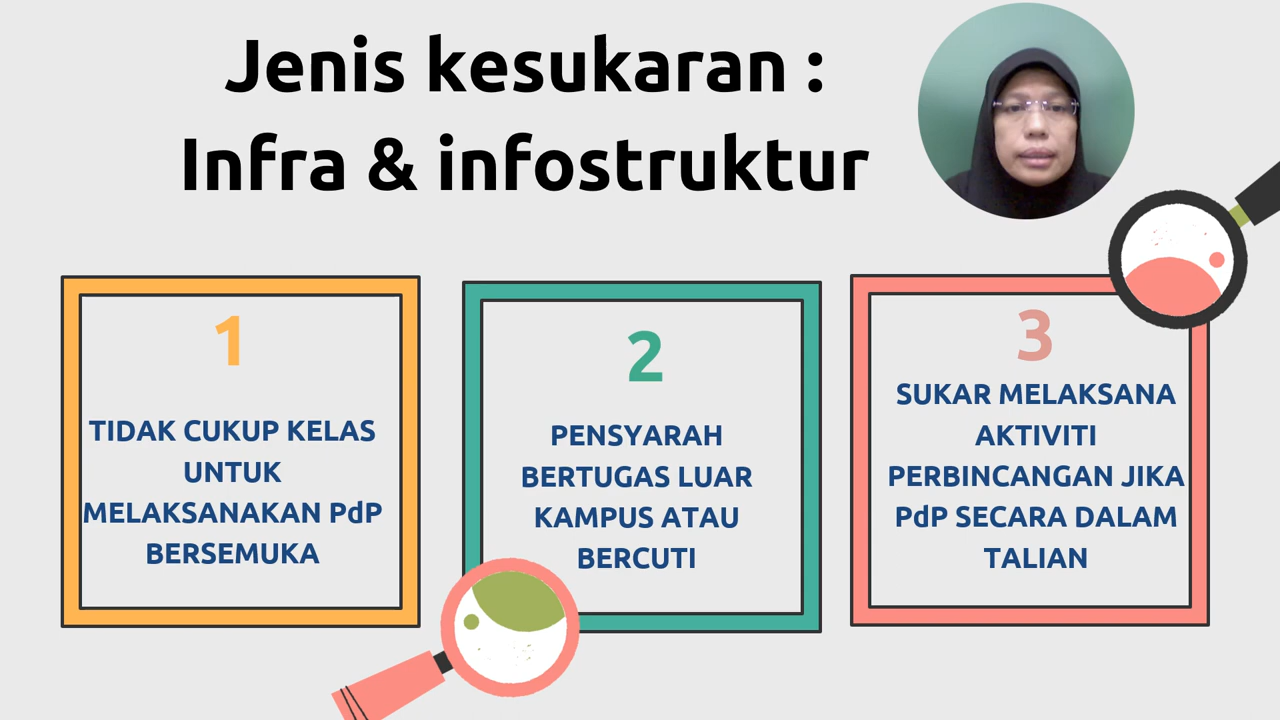 Jenis kesukaran :
Infra & infostruktur
1
TIDAK CUKUP KELAS
UNTUK
MELAKSANAKAN PdP
BERSEMUKA
2
PENSYARAH
BERTUGAS LUAR
KAMPUS ATAU
BERCUTI
3
SUKAR MELAKSANA
AKTIVITI
PERBINCANGAN JIKA
PdP SECARA DALAM
TALIAN